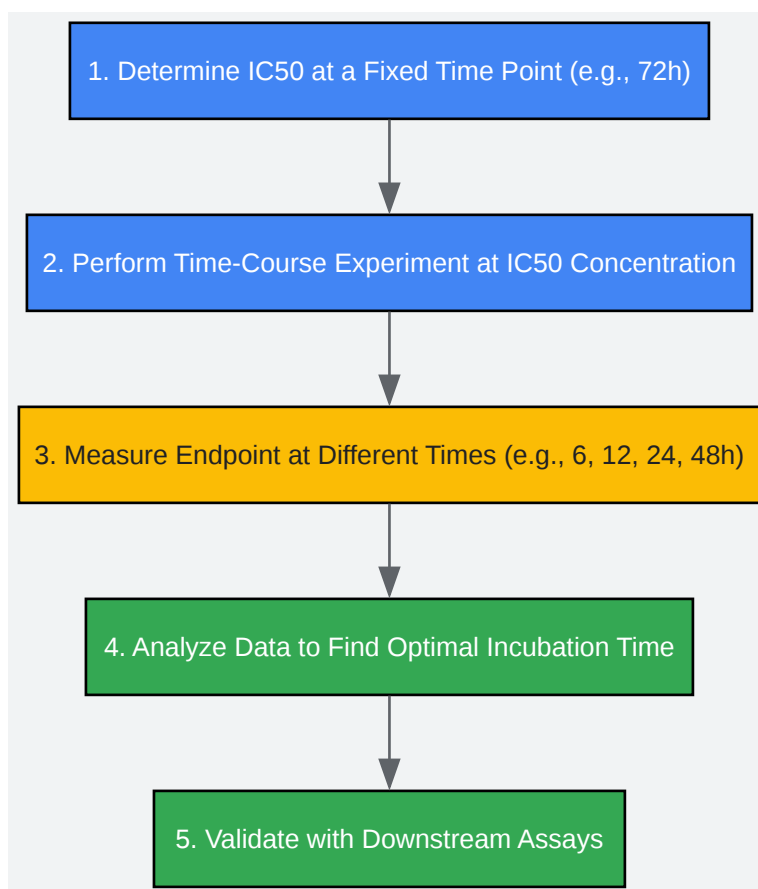 1. Determine IC50 at a Fixed Time Point (e.g., 72h)
2. Perform Time-Course Experiment at IC50 Concentration
3. Measure Endpoint at Different Times (e.g., 6, 12, 24, 48h)
4. Analyze Data to Find Optimal Incubation Time
5. Validate with Downstream Assays